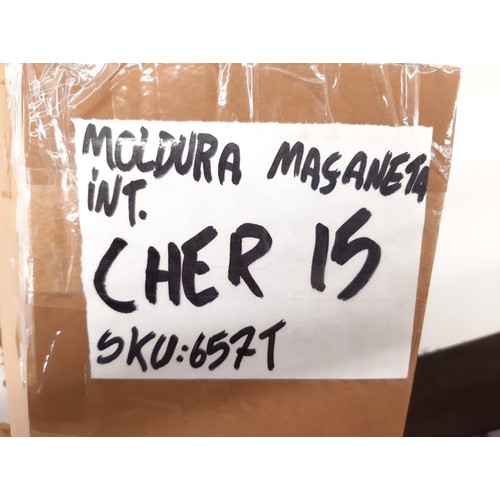 MOLDURA MAÇANETA
INT.
CHER 15
SKU:657T